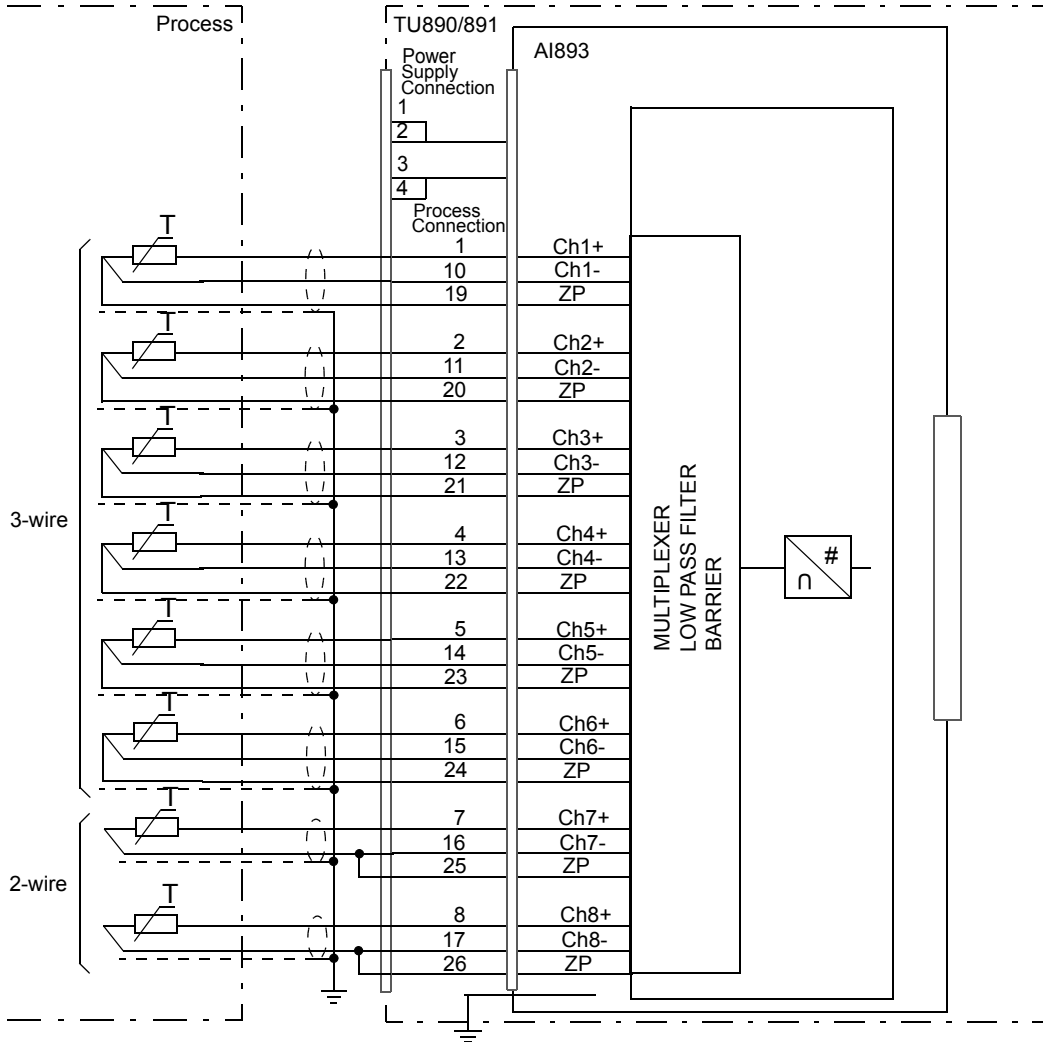 Process
TU890/891
AI893
Power
Supply
Connection
1
2
3
4
Process
Connection
T
1 Ch1+
10 Ch1-
19 ZP
T
2 Ch2+
11 Ch2-
20 ZP
T
3 Ch3+
12 Ch3-
21 ZP
3-wire
T
4 Ch4+
13 Ch4-
22 ZP
T
5 Ch5+
14 Ch5-
23 ZP
T
6 Ch6+
15 Ch6-
24 ZP
T
7 Ch7+
16 Ch7-
25 ZP
2-wire
T
8 Ch8+
17 Ch8-
26 ZP
MULTIPLEXER
LOW PASS FILTER
BARRIER
#
∩